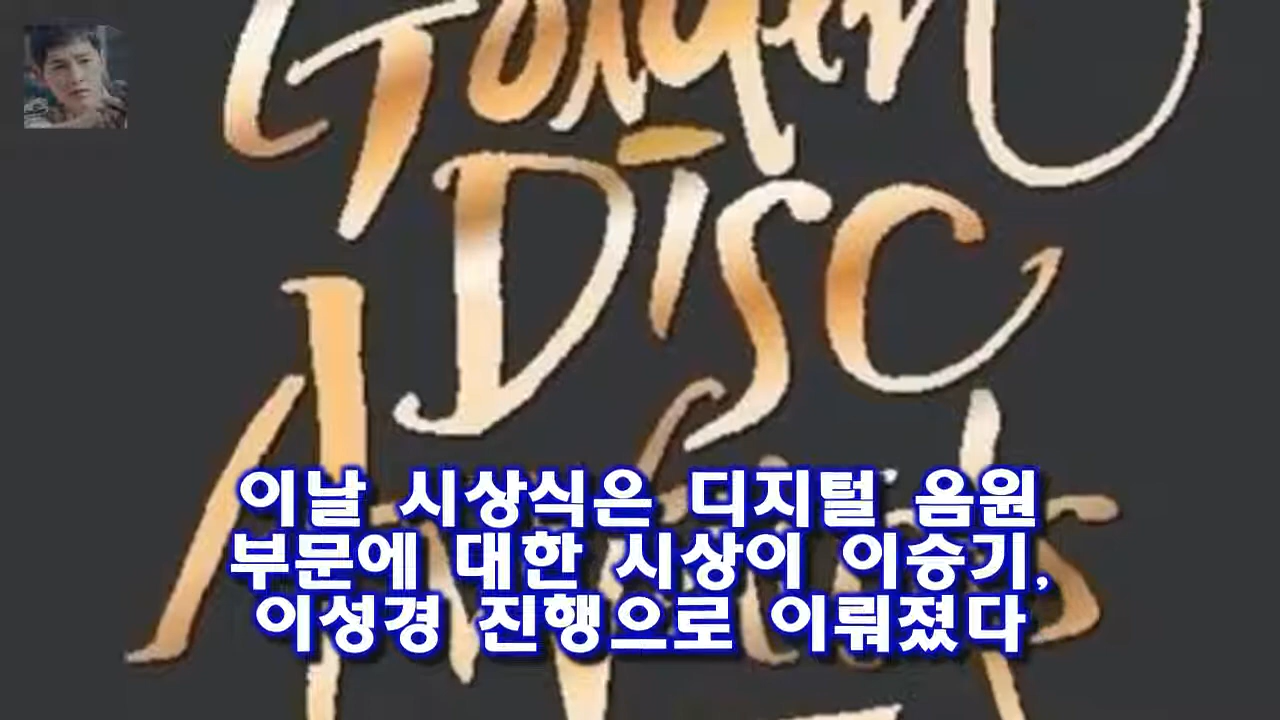 Golden
Disc
Awards
이날 시상식은 디지털 음원
부문에 대한 시상이 이승기,
이성경 진행으로 이뤄졌다